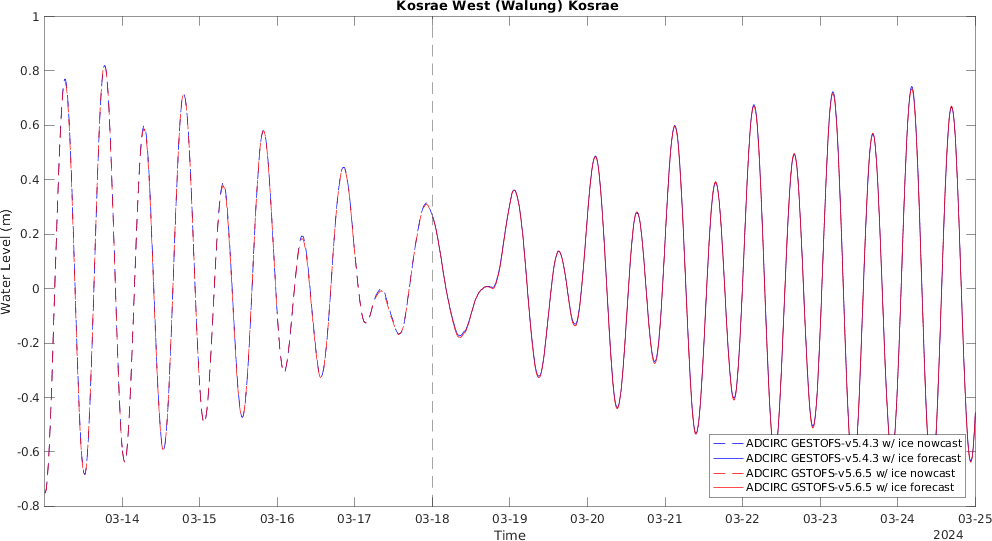 Kosrae West (Walung) Kosrae
1
0.8
0.6
0.4
0.2
0
-0.2
-0.4
-0.6
-0.8
Water Level (m)
03-14 03-15 03-16 03-17 03-18 03-19 03-20 03-21 03-22 03-23 03-24 03-25
Time
2024
ADCIRC GESTOFS-v5.4.3 w/ ice nowcast
ADCIRC GESTOFS-v5.4.3 w/ ice forecast
ADCIRC GSTOFS-v5.6.5 w/ ice nowcast
ADCIRC GSTOFS-v5.6.5 w/ ice forecast